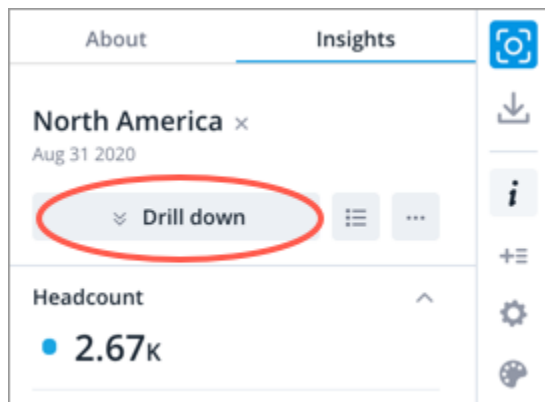 About
Insights
North America ×
Aug 31 2020
Drill down
Headcount
2.67K